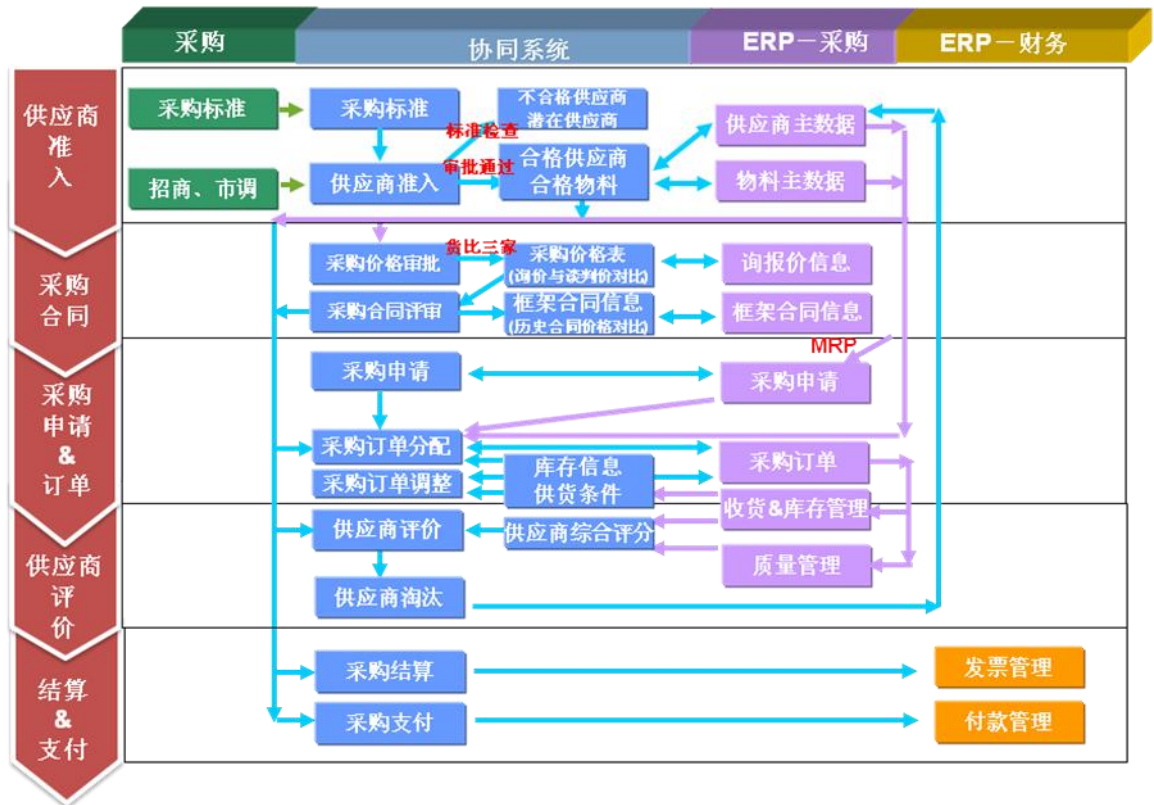 采购
协同系统
ERP－采购
ERP－财务
供应商
准
入
采购标准
采购标准
不合格供应商
潜在供应商
标准检查
供应商主数据
招商、市调
供应商准入
审批通过
合格供应商
合格物料
物料主数据
采购
合同
采购价格审批
货比三家
采购价格表
(询价与谈判价对比)
询报价信息
采购合同评审
框架合同信息
(历史合同价格对比)
框架合同信息
MRP
采购
申请
&
订单
采购申请
采购申请
采购订单分配
采购订单
采购订单调整
库存信息
供货条件
收货&库存管理
供应商
评
价
供应商评价
供应商综合评分
质量管理
供应商淘汰
结算
&
支付
采购结算
发票管理
采购支付
付款管理